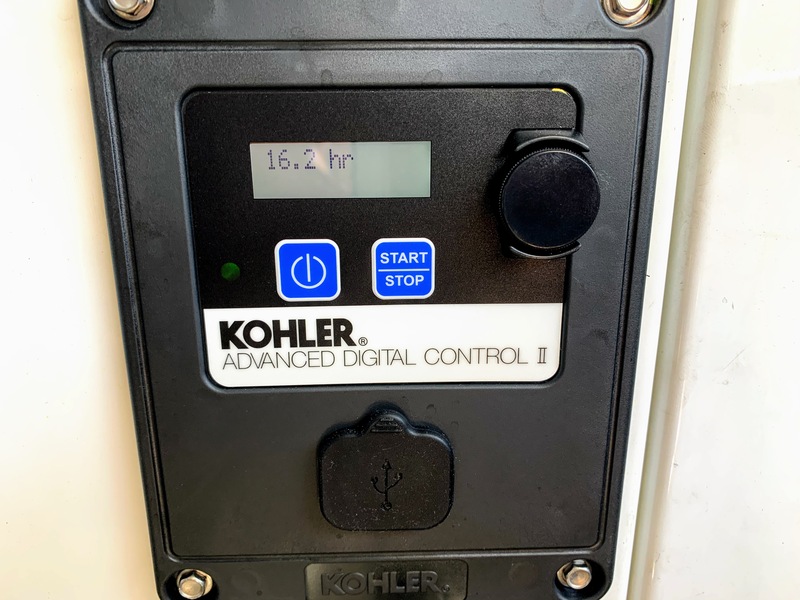 16.2 hr
START
STOP
KOHLER®
ADVANCED DIGITAL CONTROL II
KOHLER®